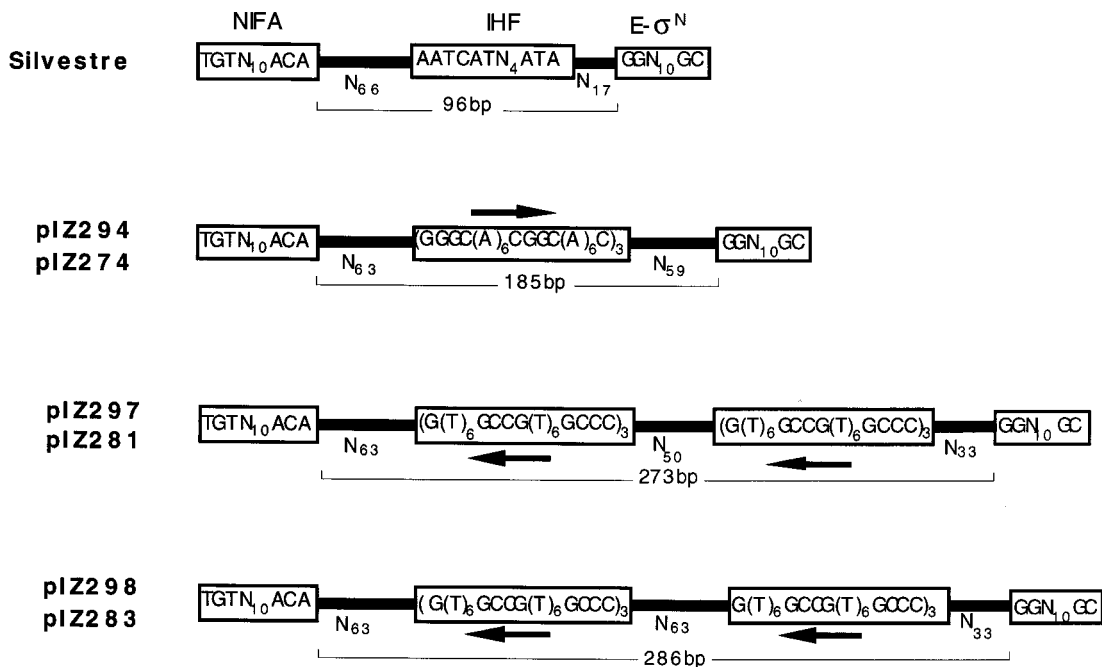 NIFA IHF E-σᴺ
Silvestre TGTN₁₀ACA AATCATN₄ATA GGN₁₀GC
N₆₆ N₁₇
96bp
pIZ294
pIZ274 TGTN₁₀ACA (GGGC(A)₆CGGC(A)₆C)₃ GGN₁₀GC
N₆₃ N₅₉
185bp
pIZ297
pIZ281 TGTN₁₀ACA (G(T)₆GCCG(T)₆GCCC)₃ (G(T)₆GCCG(T)₆GCCC)₃ GGN₁₀GC
N₆₃ N₅₀ N₃₃
273bp
pIZ298
pIZ283 TGTN₁₀ACA (G(T)₆GCCG(T)₆GCCC)₃ G(T)₆GCCG(T)₆GCCC)₃ GGN₁₀GC
N₆₃ N₆₃ N₃₃
286bp